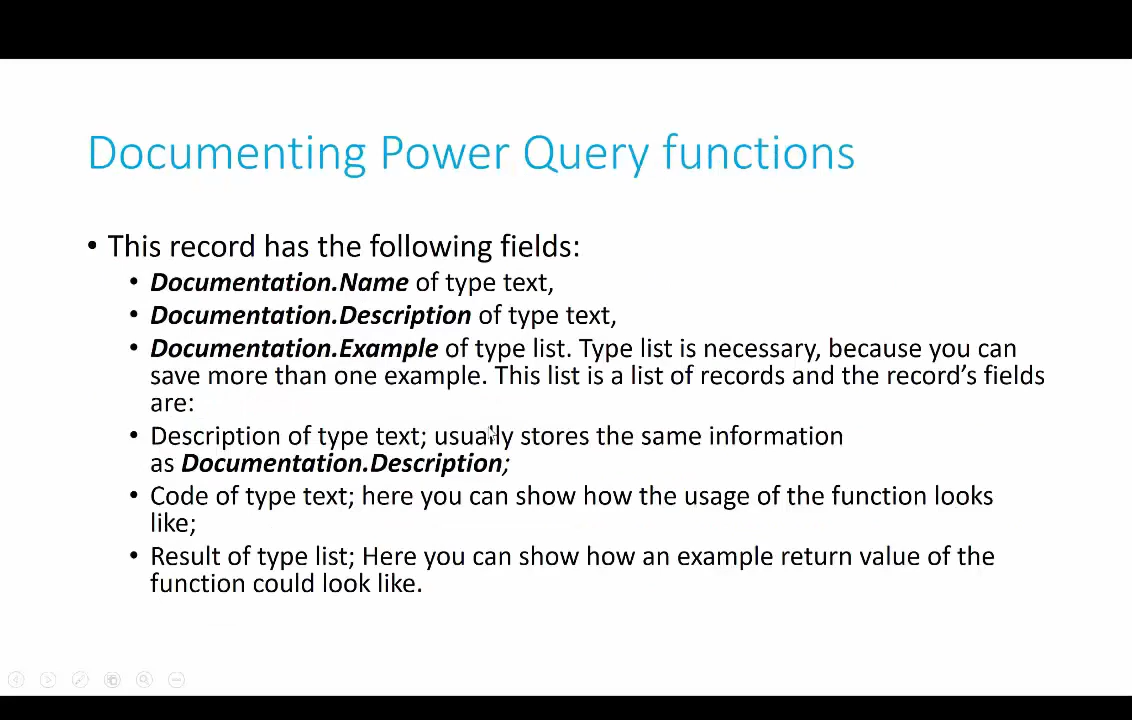 Documenting Power Query functions
• This record has the following fields:
• Documentation.Name of type text,
• Documentation.Description of type text,
• Documentation.Example of type list. Type list is necessary, because you can
save more than one example. This list is a list of records and the record’s fields
are:
• Description of type text; usually stores the same information
as Documentation.Description;
• Code of type text; here you can show how the usage of the function looks
like;
• Result of type list; Here you can show how an example return value of the
function could look like.